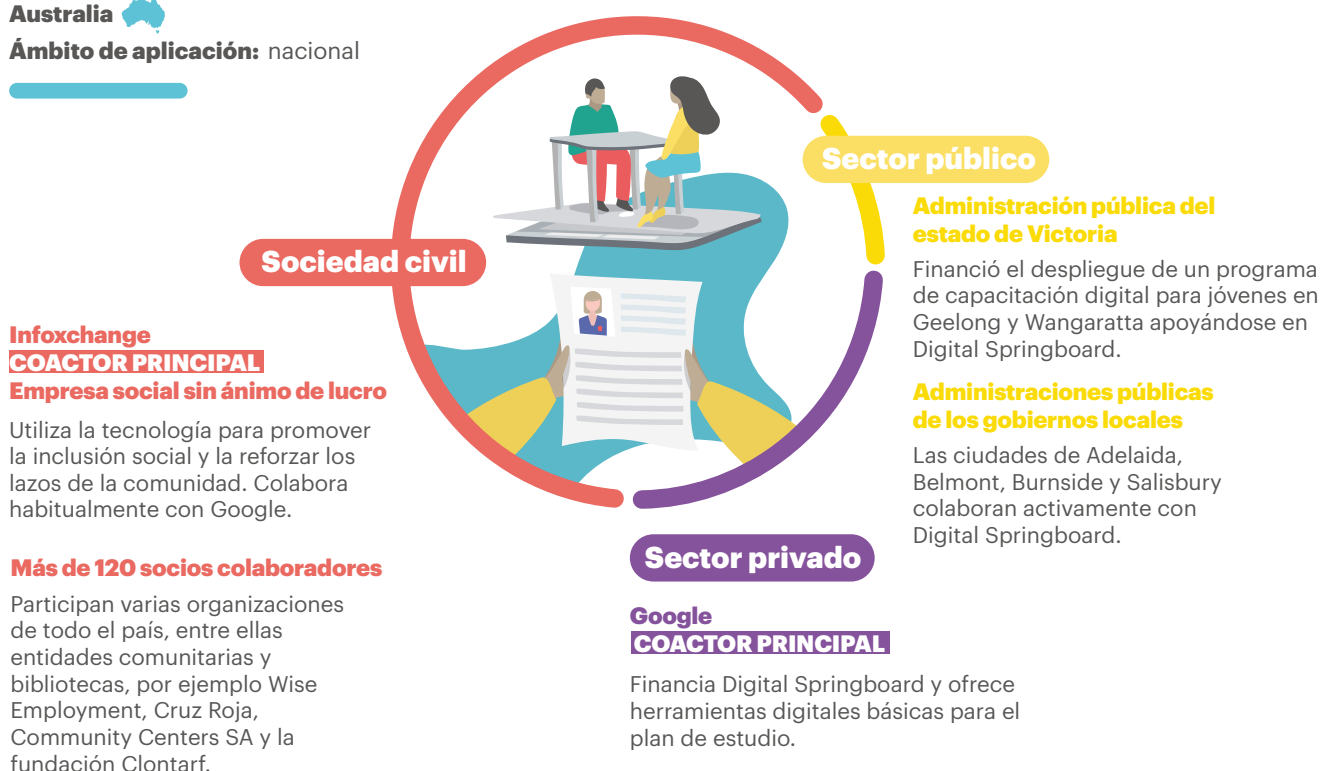 Australia
Ámbito de aplicación: nacional
Sociedad civil
Infoxchange
COACTOR PRINCIPAL
Empresa social sin ánimo de lucro
Utiliza la tecnología para promover
la inclusión social y la reforzar los
lazos de la comunidad. Colabora
habitualmente con Google.
Más de 120 socios colaboradores
Participan varias organizaciones
de todo el país, entre ellas
entidades comunitarias y
bibliotecas, por ejemplo Wise
Employment, Cruz Roja,
Community Centers SA y la
fundación Clontarf.
Sector público
Administración pública del
estado de Victoria
Financió el despliegue de un programa
de capacitación digital para jóvenes en
Geelong y Wangaratta apoyándose en
Digital Springboard.
Administraciones públicas
de los gobiernos locales
Las ciudades de Adelaida,
Belmont, Burnside y Salisbury
colaboran activamente con
Digital Springboard.
Sector privado
Google
COACTOR PRINCIPAL
Financia Digital Springboard y ofrece
herramientas digitales básicas para el
plan de estudio.